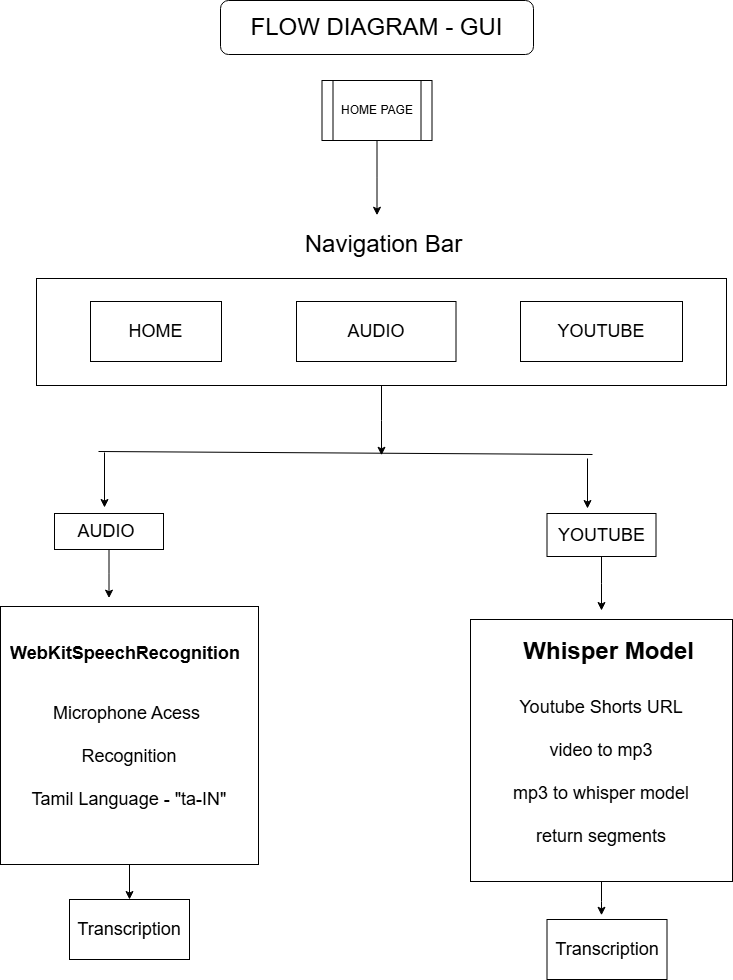 FLOW DIAGRAM - GUI
HOME PAGE
Navigation Bar
HOME
AUDIO
YOUTUBE
AUDIO
WebKitSpeechRecognition
Microphone Acess
Recognition
Tamil Language - "ta-IN"
Transcription
YOUTUBE
Whisper Model
Youtube Shorts URL
video to mp3
mp3 to whisper model
return segments
Transcription